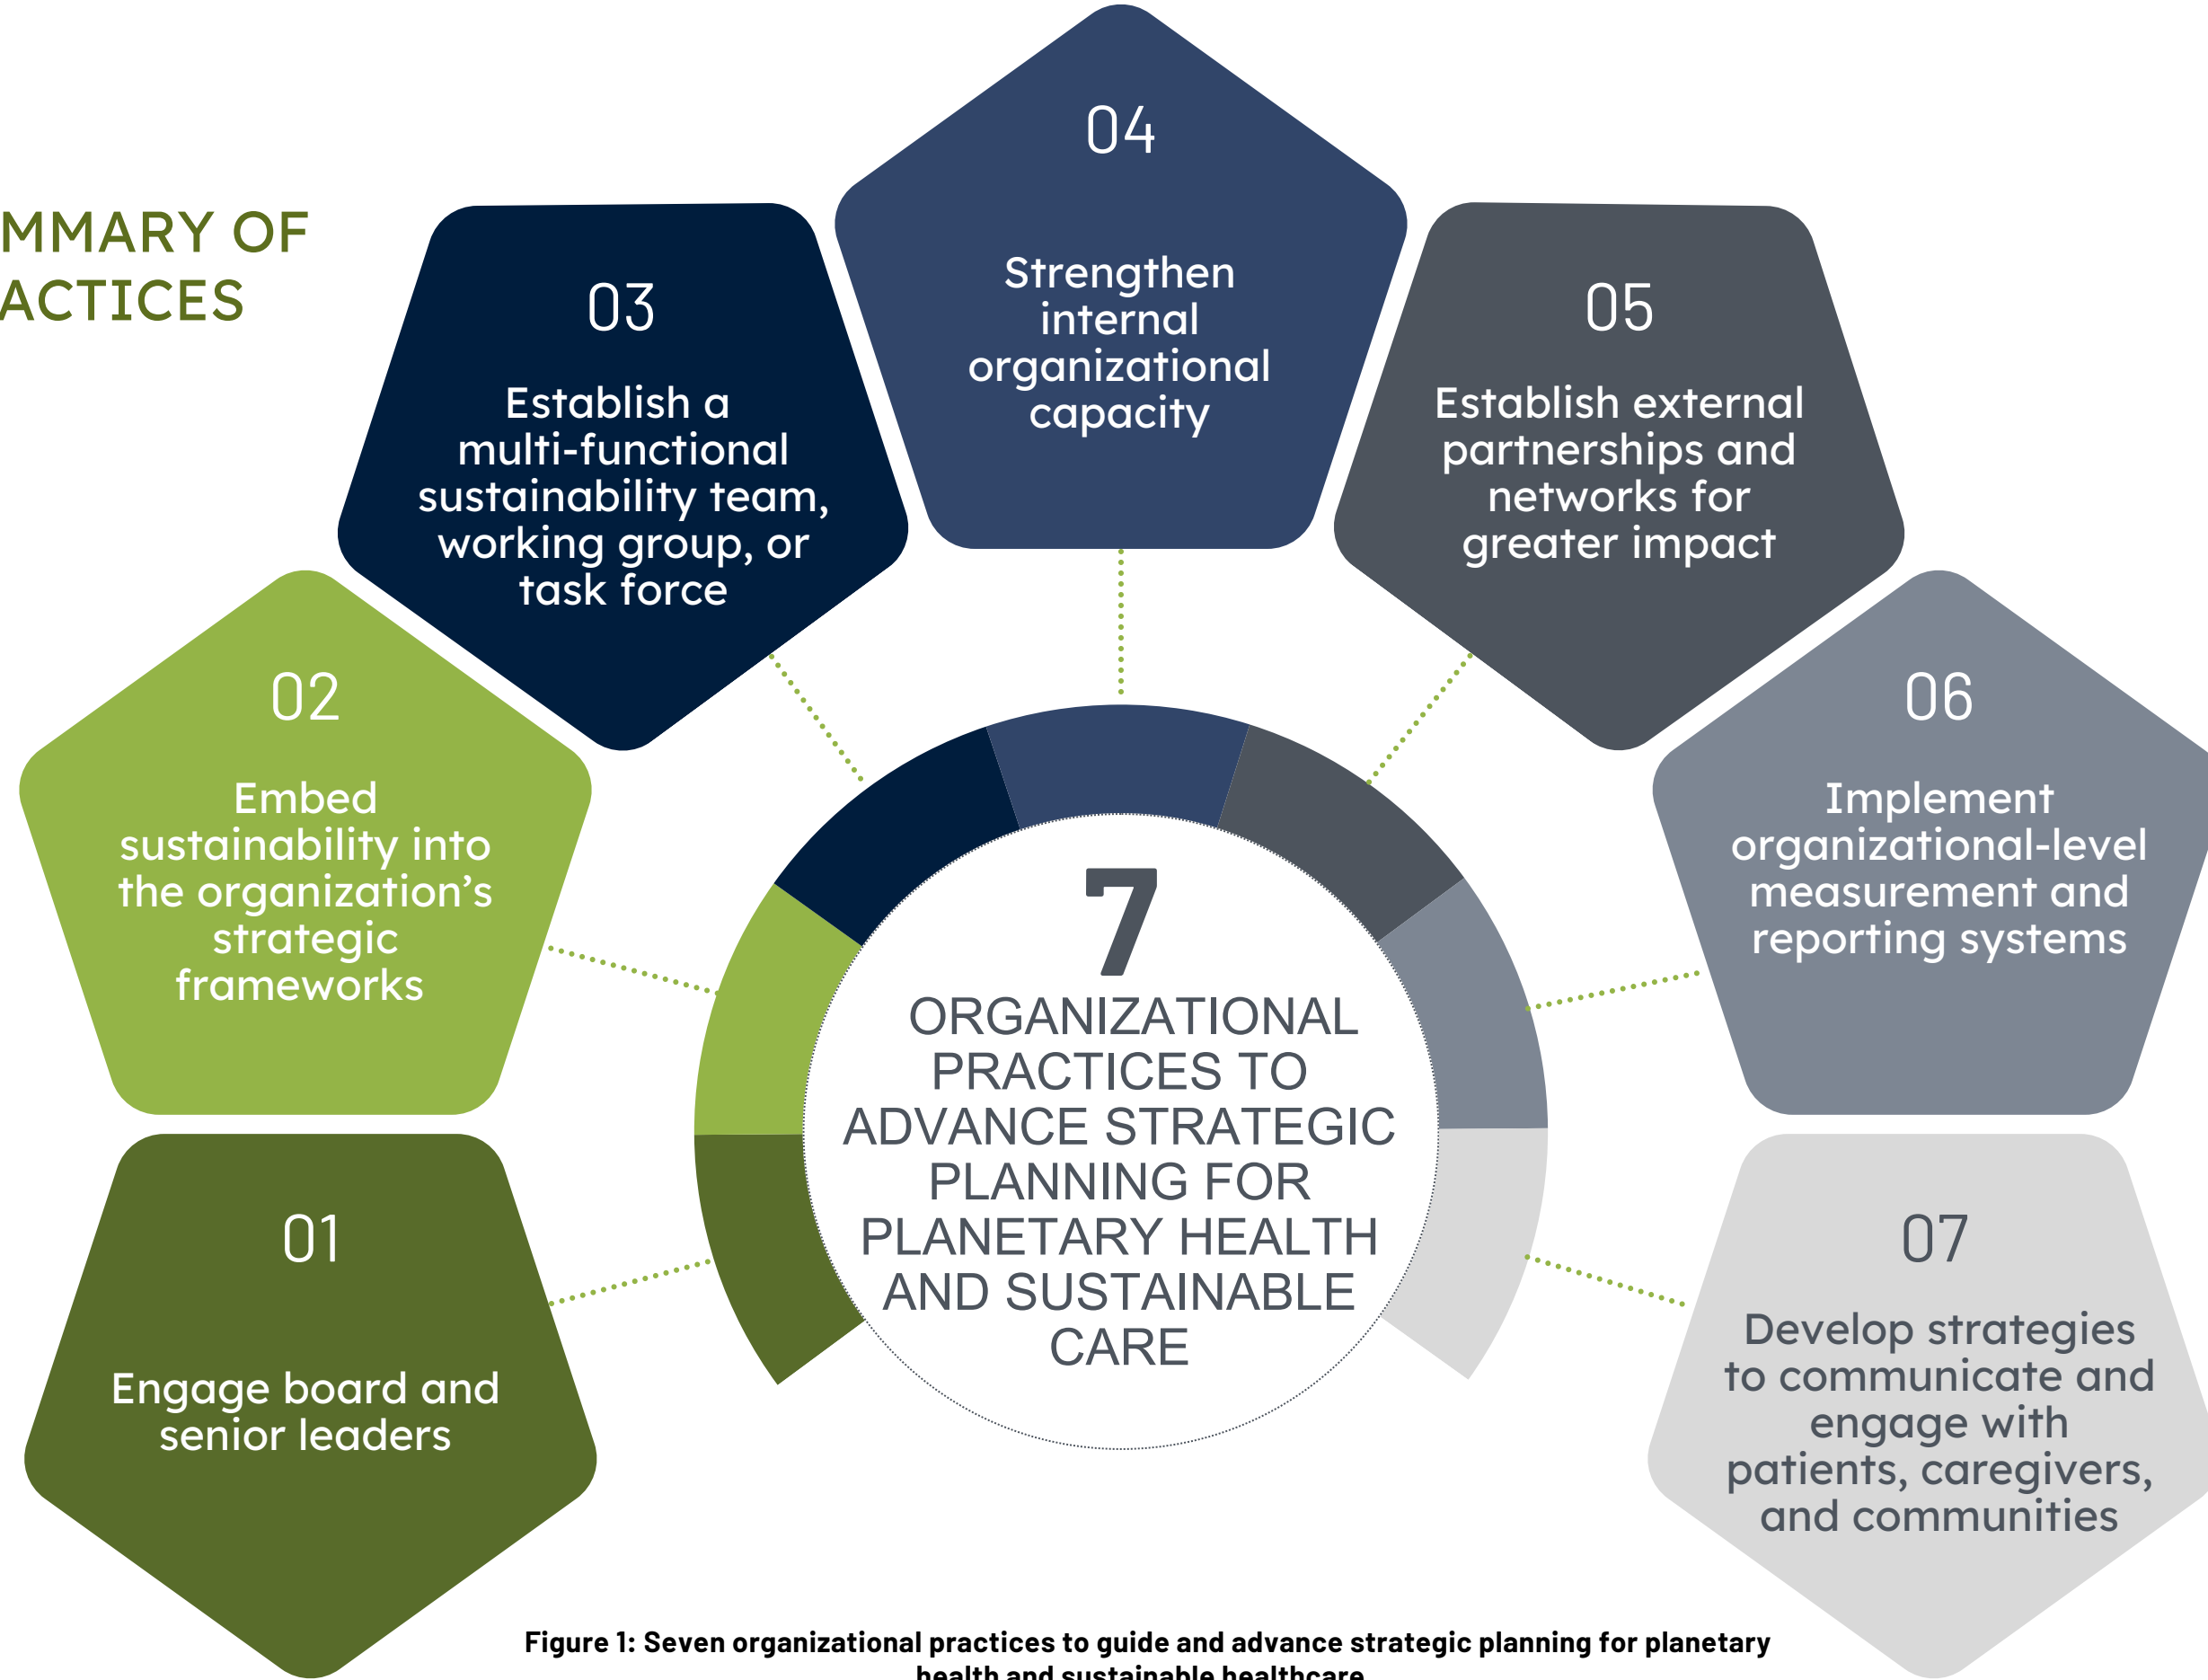 MMARY OF
ACTICES
01
Engage board and
senior leaders
02
Embed
sustainability into
the organization’s
strategic
frameworks
03
Establish a
multi-functional
sustainability team,
working group, or
task force
04
Strengthen
internal
organizational
capacity
05
Establish external
partnerships and
networks for
greater impact
06
Implement
organizational-level
measurement and
reporting systems
07
Develop strategies
to communicate and
engage with
patients, caregivers,
and communities
7
ORGANIZATIONAL
PRACTICES TO
ADVANCE STRATEGIC
PLANNING FOR
PLANETARY HEALTH
AND SUSTAINABLE
CARE
Figure 1: Seven organizational practices to guide and advance strategic planning for planetary
health and sustainable healthcare